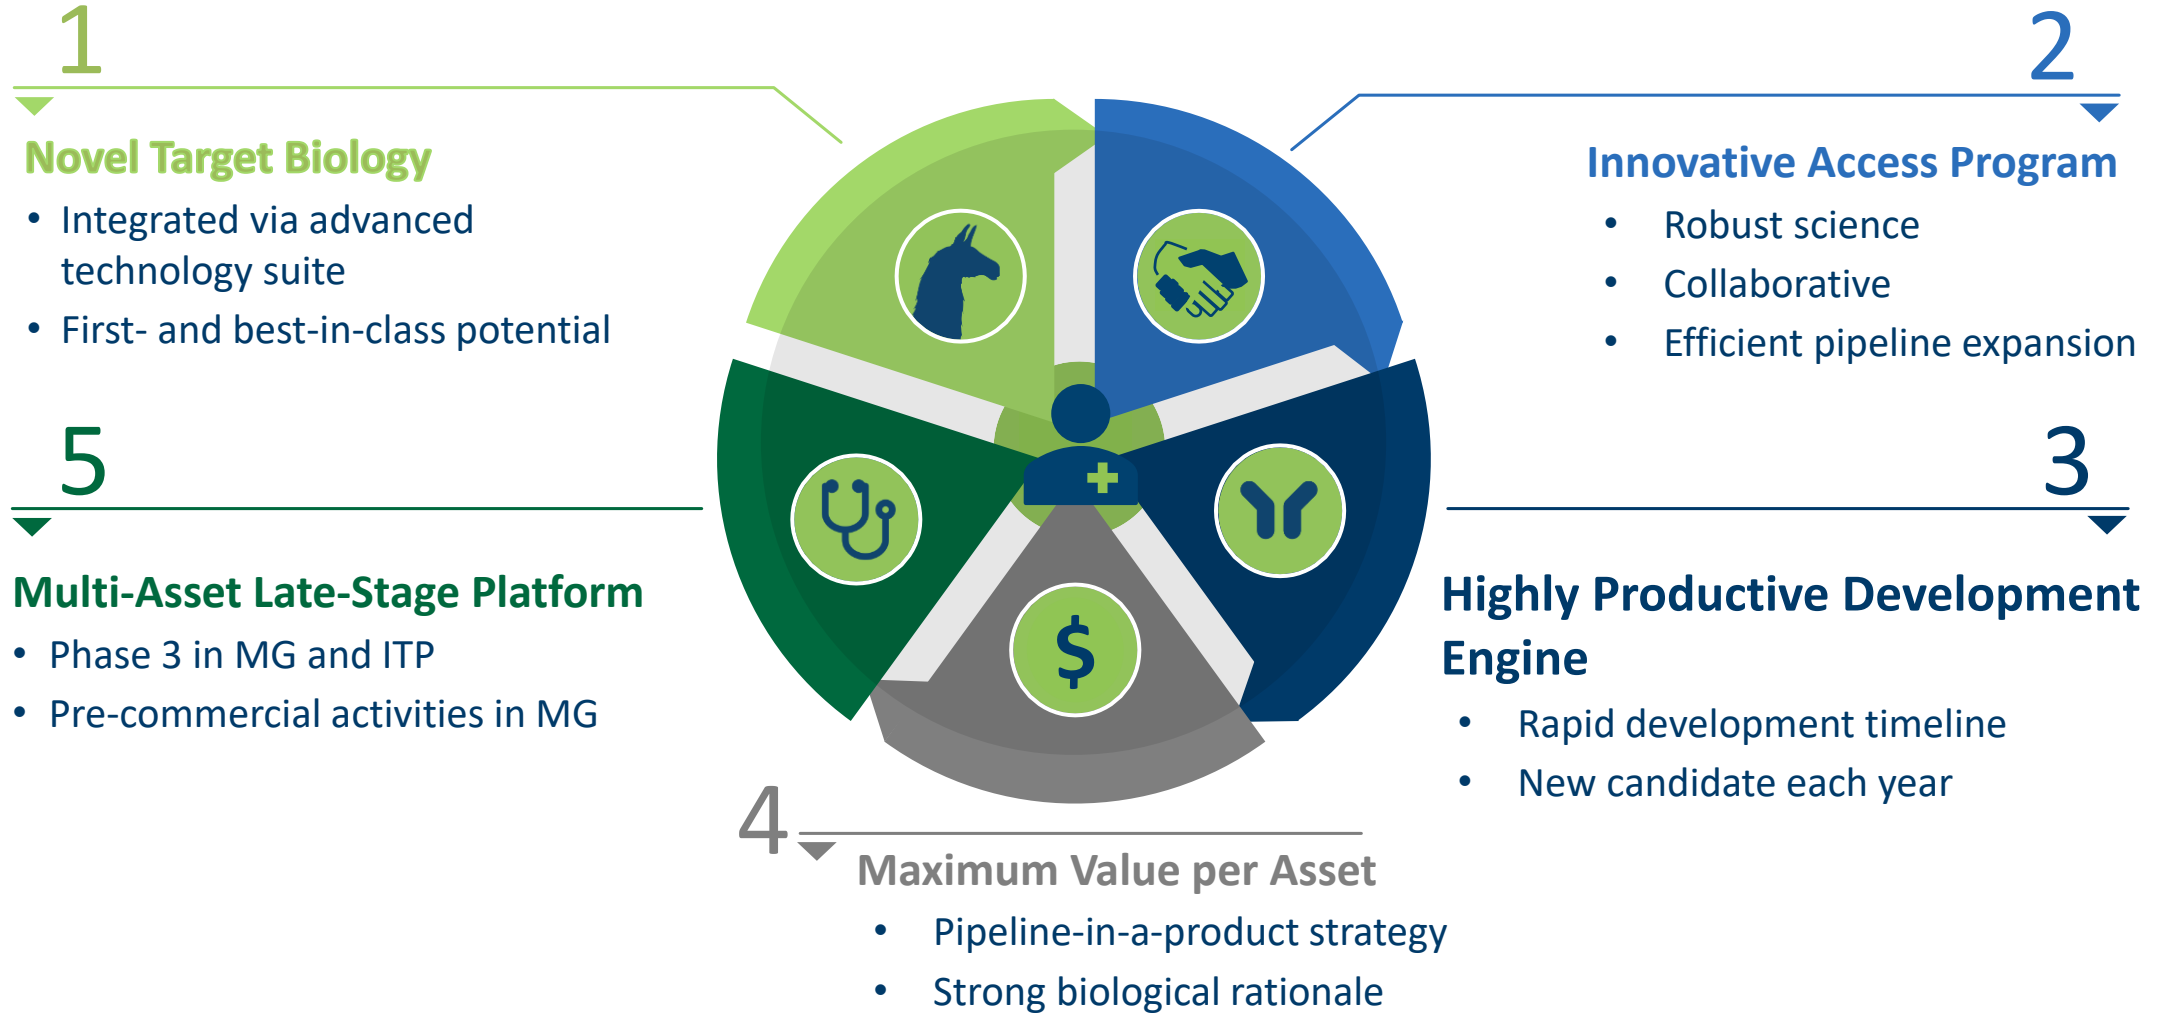 1
Novel Target Biology
• Integrated via advanced
technology suite
• First- and best-in-class potential
2
Innovative Access Program
• Robust science
• Collaborative
• Efficient pipeline expansion
3
Highly Productive Development
Engine
• Rapid development timeline
• New candidate each year
4
Maximum Value per Asset
• Pipeline-in-a-product strategy
• Strong biological rationale
5
Multi-Asset Late-Stage Platform
• Phase 3 in MG and ITP
• Pre-commercial activities in MG
$